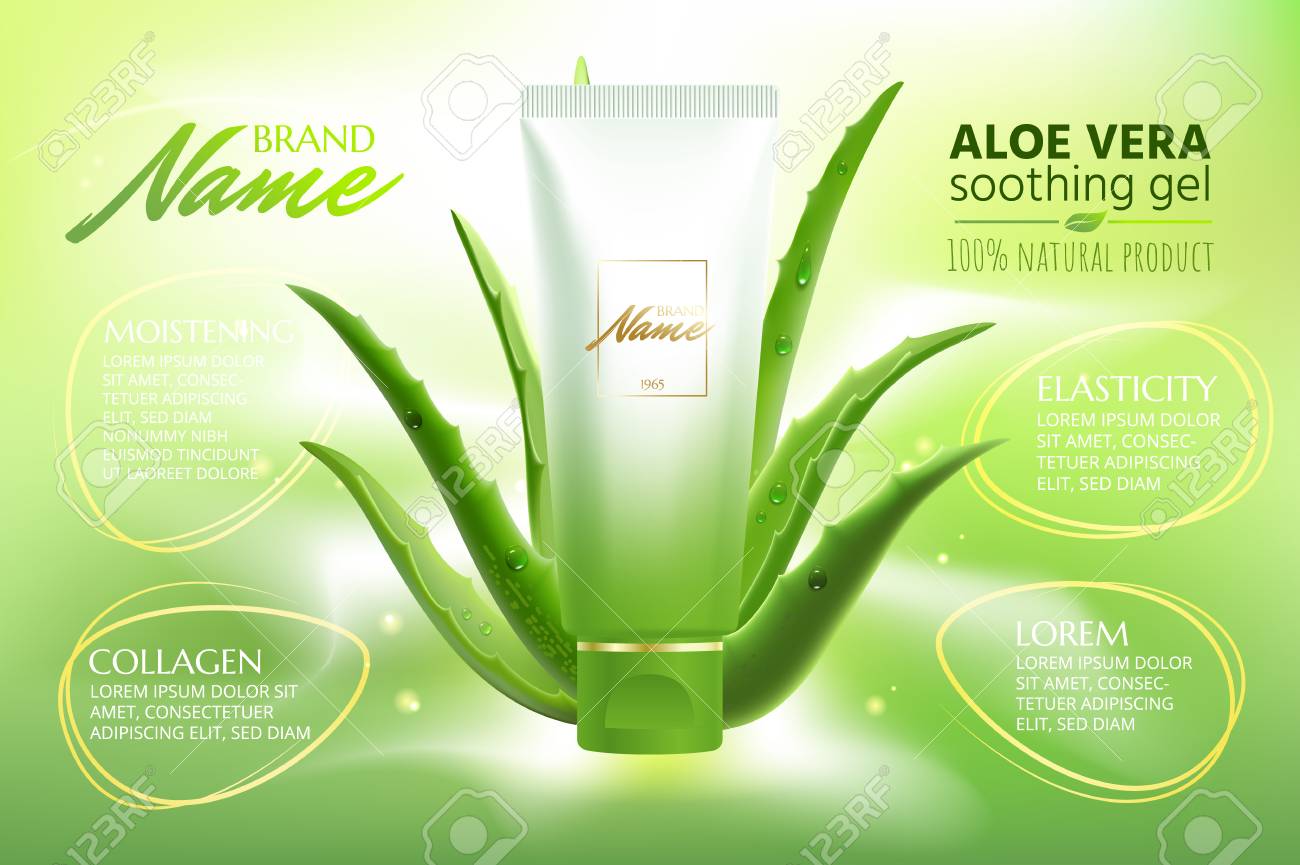 BRAND
Name
ALOE VERA
soothing gel
100% NATURAL PRODUCT
BRAND
Name
1965
MOISTENING
LOREM IPSUM DOLOR
SIT AMET, CONSEC-
TETUER ADIPISCING
ELIT, SED DIAM
NONUMMY NIBH
EUISMOD TINCIDUNT
UT LAOREET DOLORE
ELASTICITY
LOREM IPSUM DOLOR
SIT AMET, CONSEC-
TETUER ADIPISCING
ELIT, SED DIAM
COLLAGEN
LOREM IPSUM DOLOR SIT
AMET, CONSECTETUER
ADIPISCING ELIT, SED DIAM
LOREM
LOREM IPSUM DOLOR
SIT AMET, CONSEC-
TETUER ADIPISCING
ELIT, SED DIAM
123RF